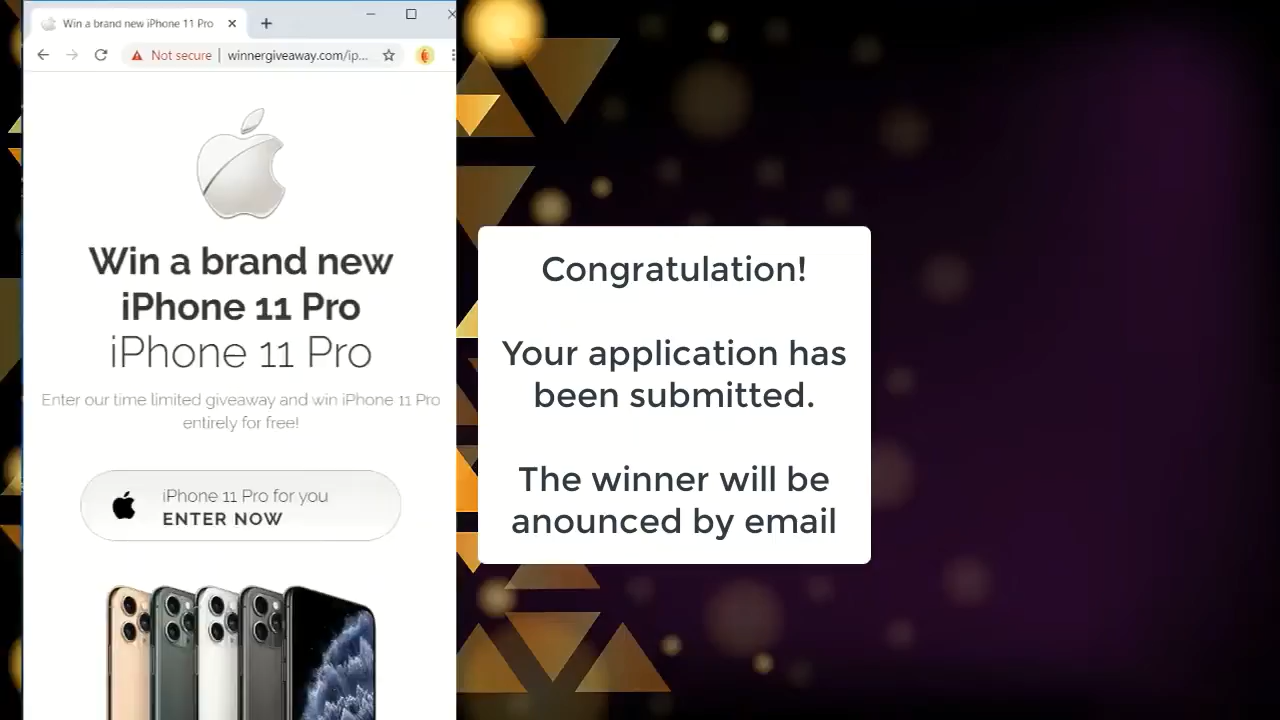 Win a brand new iPhone 11 Pro
Not secure | winnergiveaway.com/ip...
Win a brand new
iPhone 11 Pro
iPhone 11 Pro
Enter our time limited giveaway and win iPhone 11 Pro
entirely for free!
iPhone 11 Pro for you
ENTER NOW
Congratulation!
Your application has
been submitted.
The winner will be
anounced by email